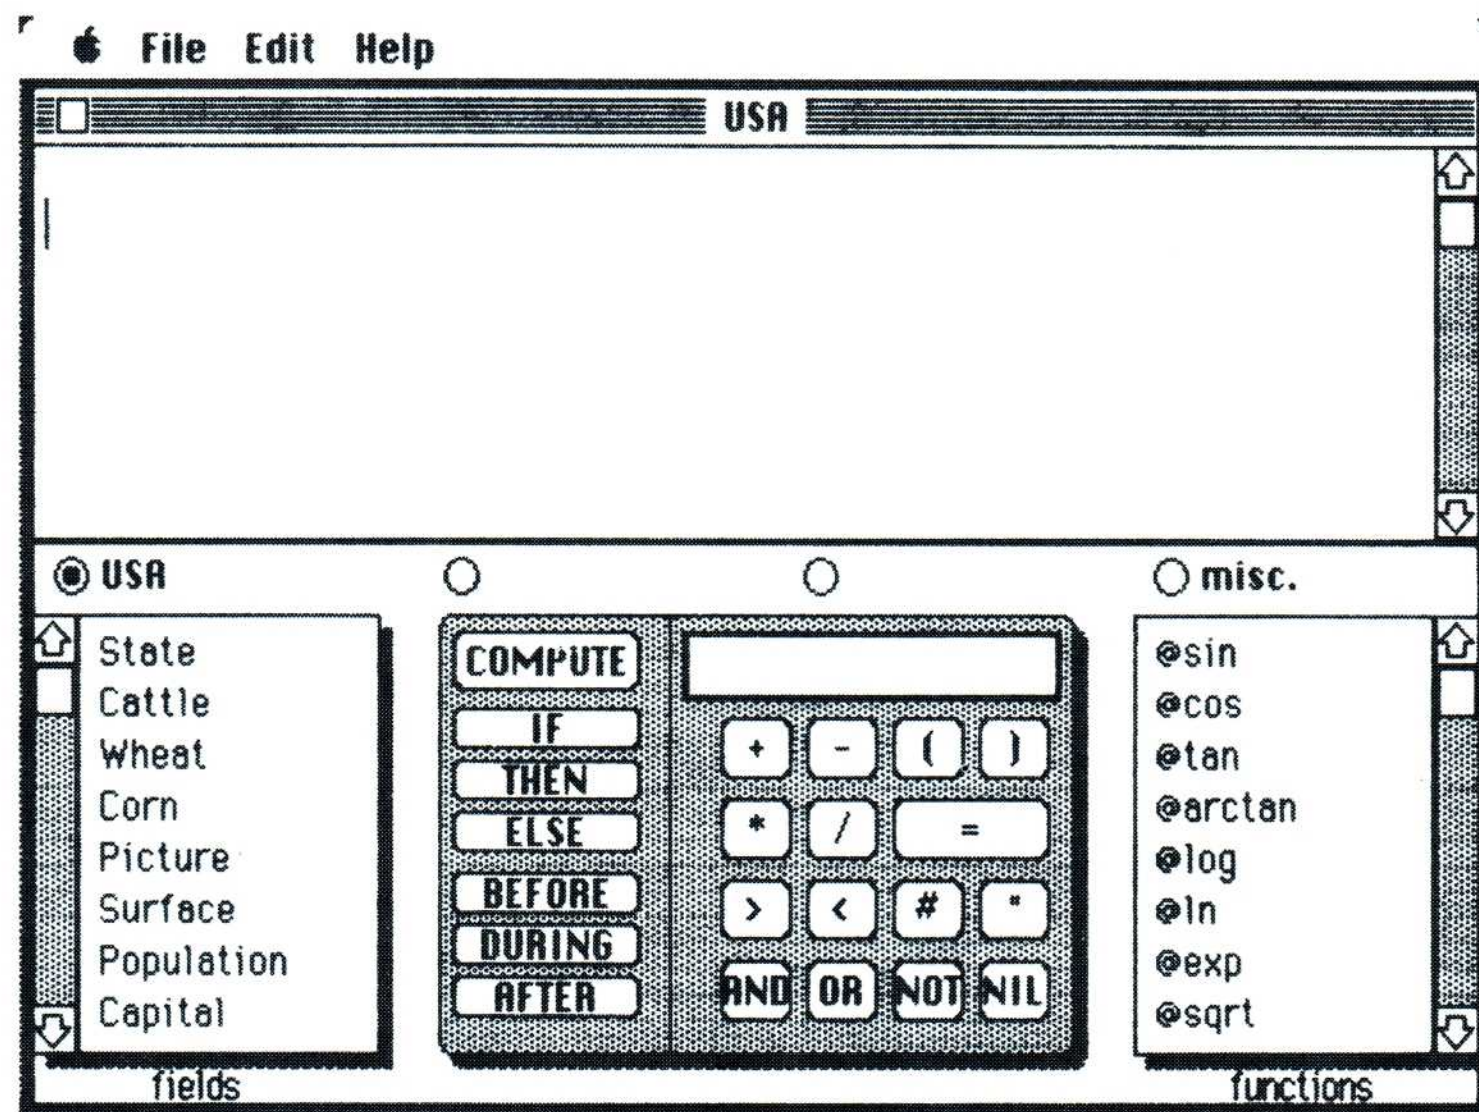 File Edit Help
USA
USA
misc.
State
Cattle
Wheat
Corn
Picture
Surface
Population
Capital
fields
COMPUTE
IF
THEN
ELSE
BEFORE
DURING
AFTER
+ - ( )
* / =
> < # "
AND OR NOT NIL
@sin
@cos
@tan
@arctan
@log
@ln
@exp
@sqrt
functions